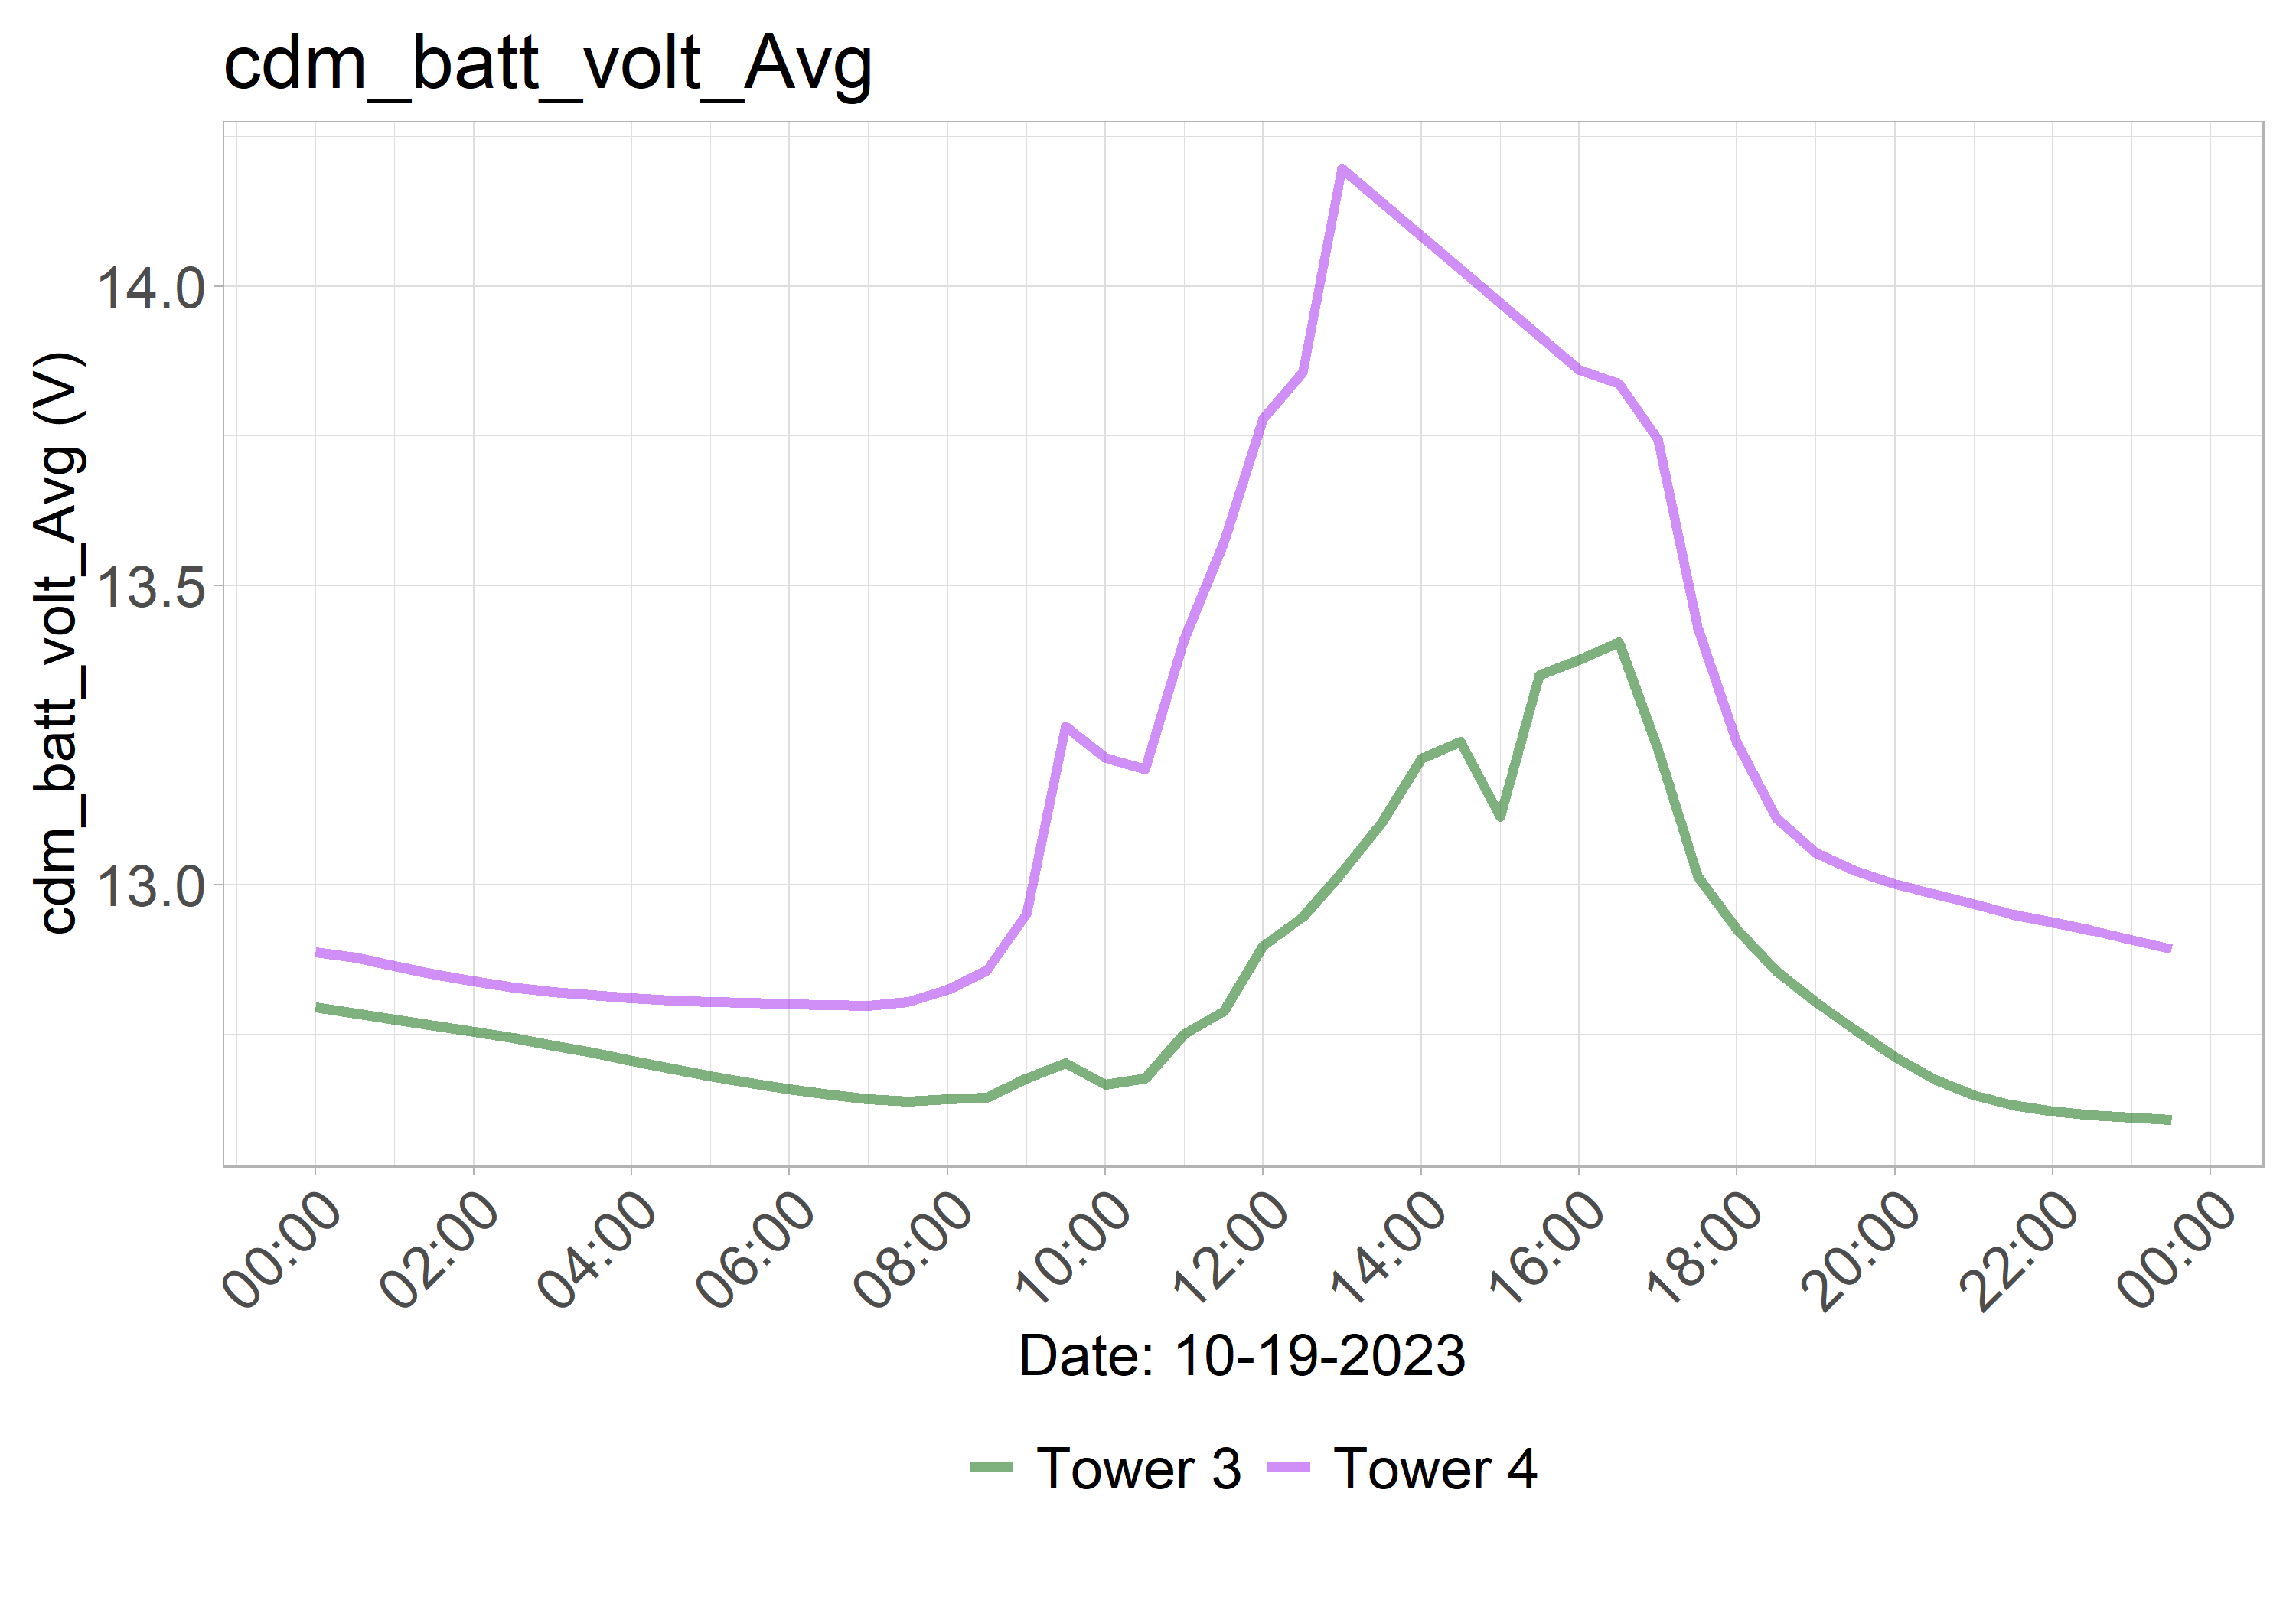 cdm_batt_volt_Avg
cdm_batt_volt_Avg (V)
14.0
13.5
13.0
00:00 02:00 04:00 06:00 08:00 10:00 12:00 14:00 16:00 18:00 20:00 22:00 00:00
Date: 10-19-2023
Tower 3 Tower 4